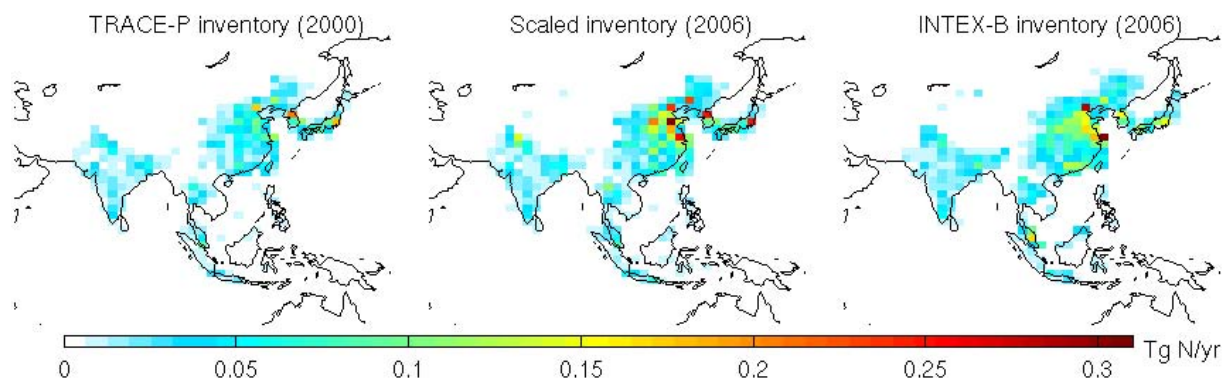 TRACE-P inventory (2000) Scaled inventory (2006) INTEX-B inventory (2006)
0 0.05 0.1 0.15 0.2 0.25 0.3 Tg N/yr